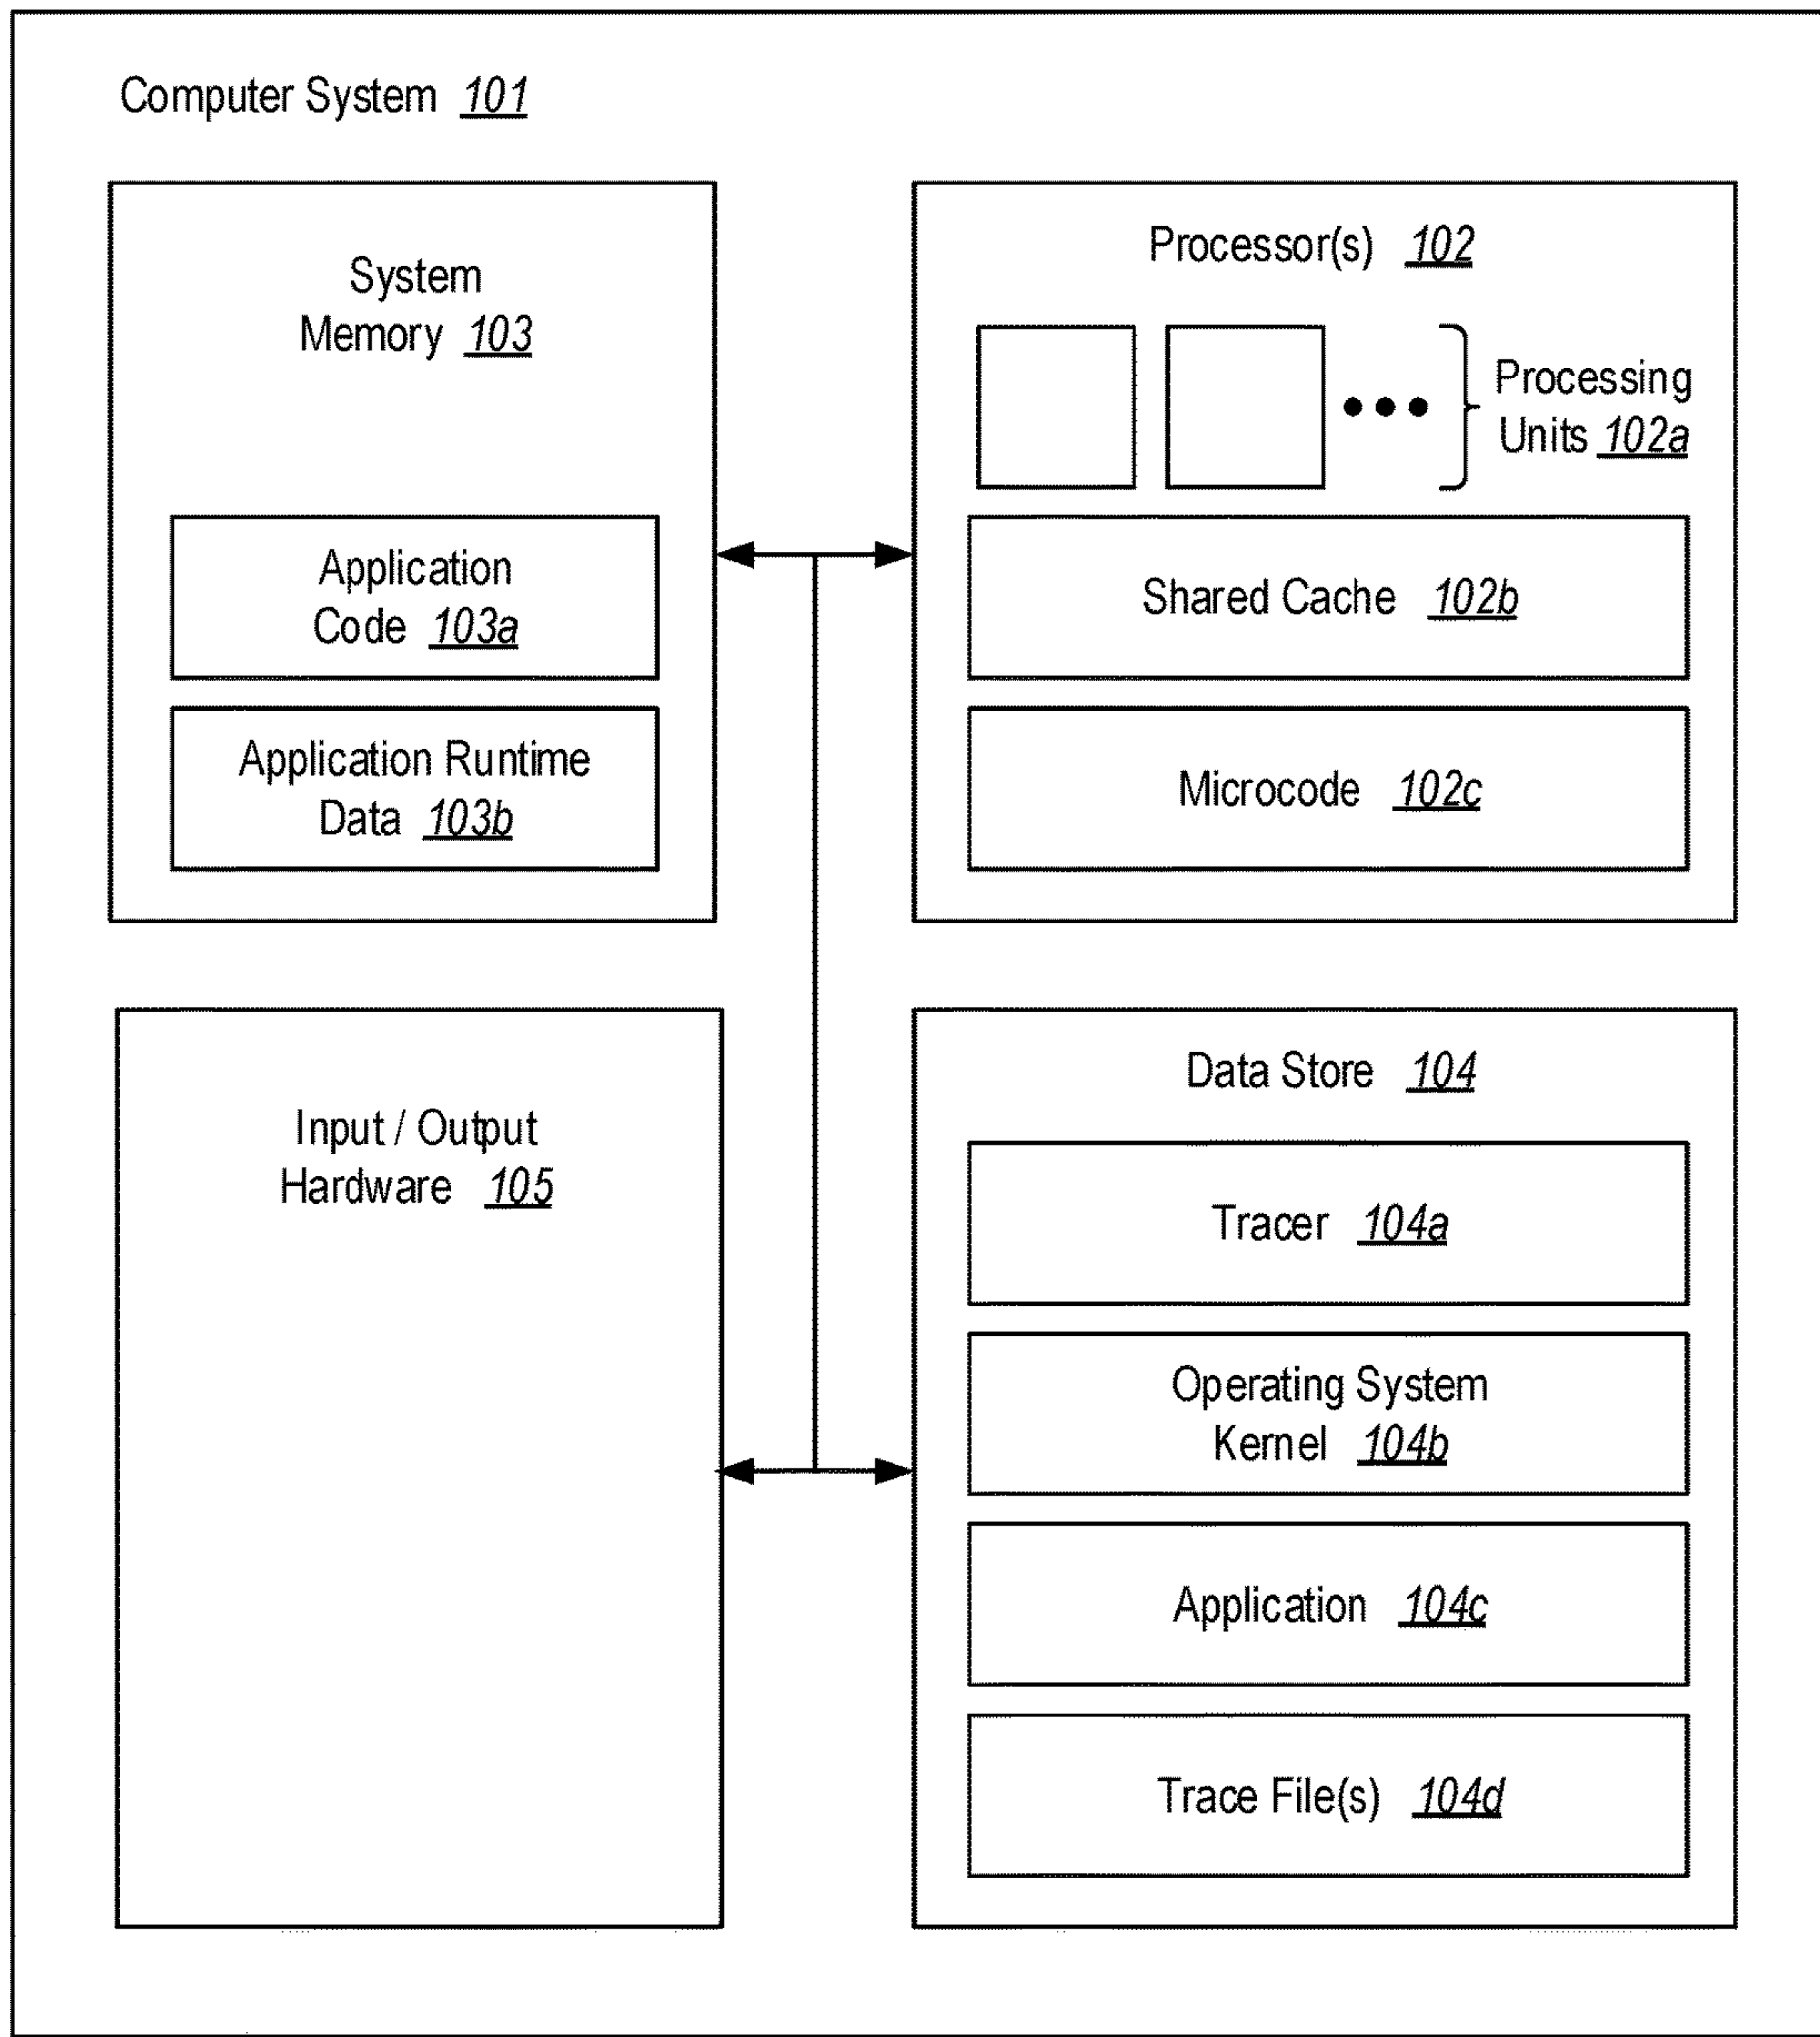 Computer System 101
System
Memory 103
Application
Code 103a
Application Runtime
Data 103b
Processor(s) 102
Processing
Units 102a
Shared Cache 102b
Microcode 102c
Input / Output
Hardware 105
Data Store 104
Tracer 104a
Operating System
Kernel 104b
Application 104c
Trace File(s) 104d